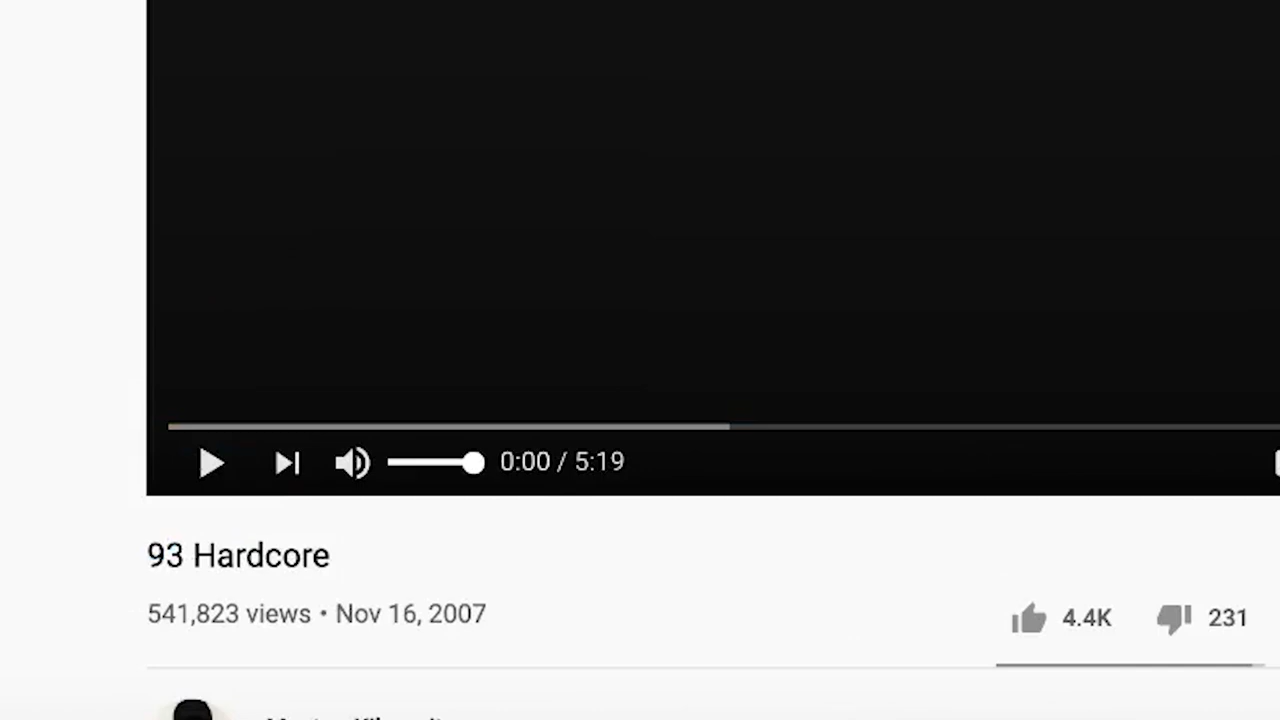 0:00 / 5:19
93 Hardcore
541,823 views • Nov 16, 2007
4.4K 231